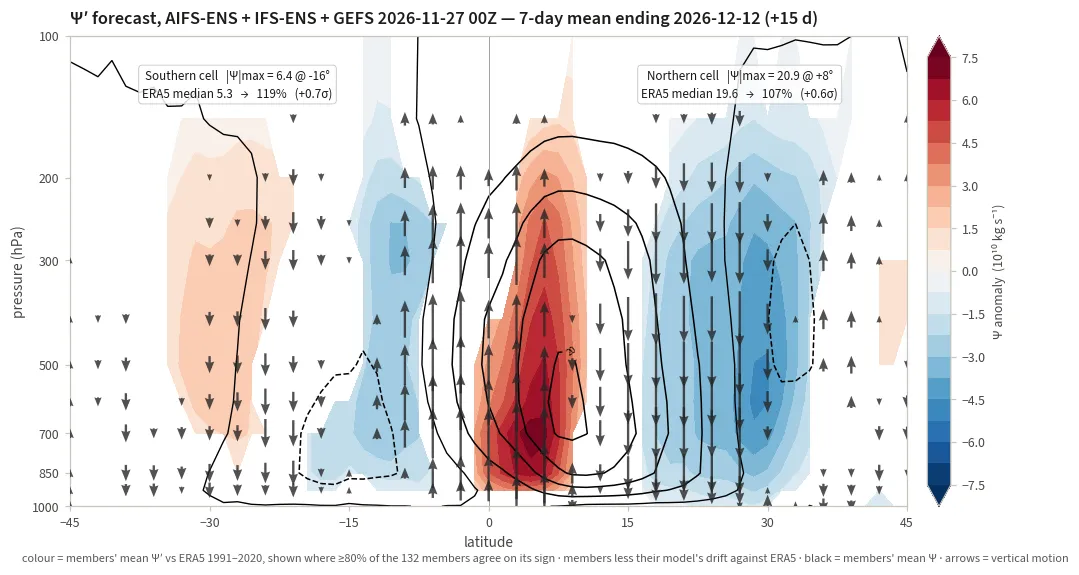 Ψ′ forecast, AIFS-ENS + IFS-ENS + GEFS 2026-11-27 00Z — 7-day mean ending 2026-12-12 (+15 d)
Southern cell |Ψ|max = 6.4 @ -16°
ERA5 median 5.3 → 119% (+0.7σ)
Northern cell |Ψ|max = 20.9 @ +8°
ERA5 median 19.6 → 107% (+0.6σ)
100
200
300
500
700
850
1000
pressure (hPa)
20
−45
−30
−15
0
15
30
45
latitude
7.5
6.0
4.5
3.0
1.5
0.0
−1.5
−3.0
−4.5
−6.0
−7.5
Ψ anomaly (10¹⁰ kg s⁻¹)
colour = members' mean Ψ′ vs ERA5 1991–2020, shown where ≥80% of the 132 members agree on its sign · members less their model's drift against ERA5 · black = members' mean Ψ · arrows = vertical motion